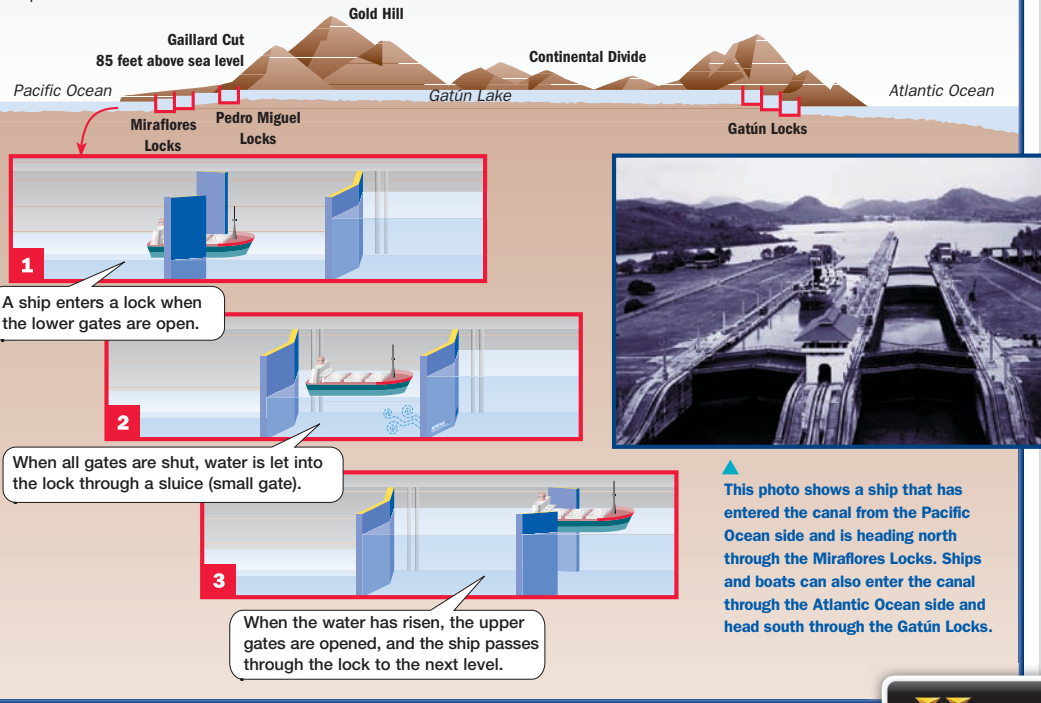 Gold Hill
Gaillard Cut
85 feet above sea level
Continental Divide
Pacific Ocean
Gatún Lake
Atlantic Ocean
Miraflores
Locks
Pedro Miguel
Locks
Gatún Locks
1
A ship enters a lock when
the lower gates are open.
2
When all gates are shut, water is let into
the lock through a sluice (small gate).
3
When the water has risen, the upper
gates are opened, and the ship passes
through the lock to the next level.
This photo shows a ship that has
entered the canal from the Pacific
Ocean side and is heading north
through the Miraflores Locks. Ships
and boats can also enter the canal
through the Atlantic Ocean side and
head south through the Gatún Locks.